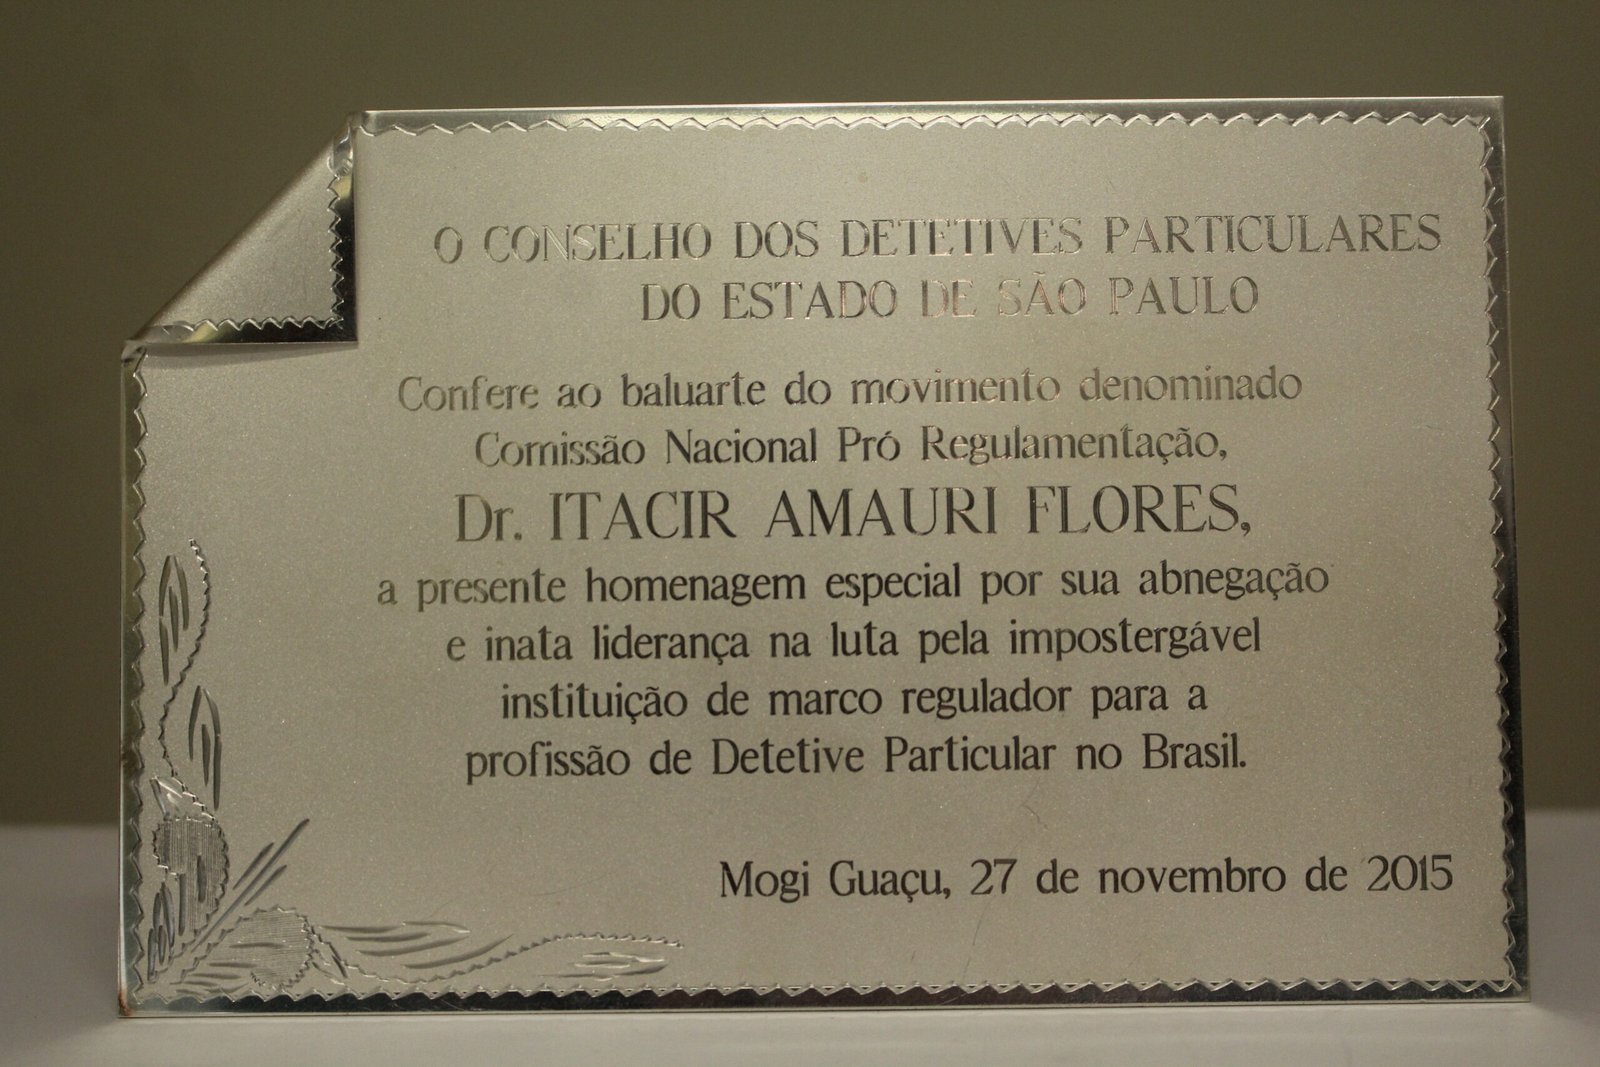 O CONSELHO DOS DETETIVES PARTICULARES
DO ESTADO DE SÃO PAULO
Confere ao baluarte do movimento denominado
Comissão Nacional Pró Regulamentação,
Dr. ITACIR AMAURI FLORES,
a presente homenagem especial por sua abnegação
e inata liderança na luta pela impostergável
instituição de marco regulador para a
profissão de Detetive Particular no Brasil.
Mogi Guaçu, 27 de novembro de 2015